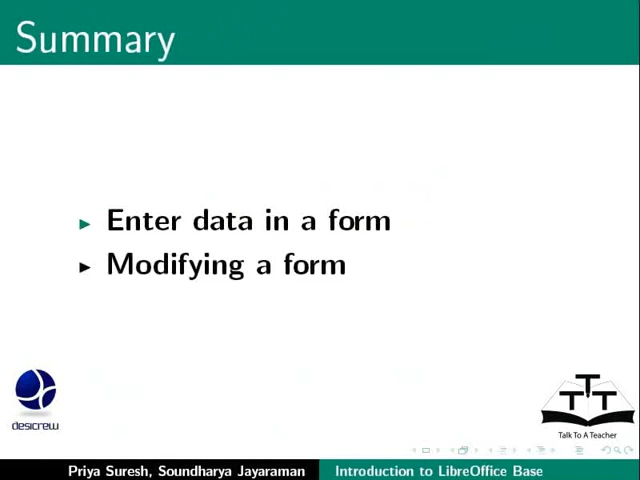 Summary
Enter data in a form
Modifying a form
desicrew
TTT
Talk To A Teacher
Priya Suresh, Soundharya Jayaraman
Introduction to LibreOffice Base